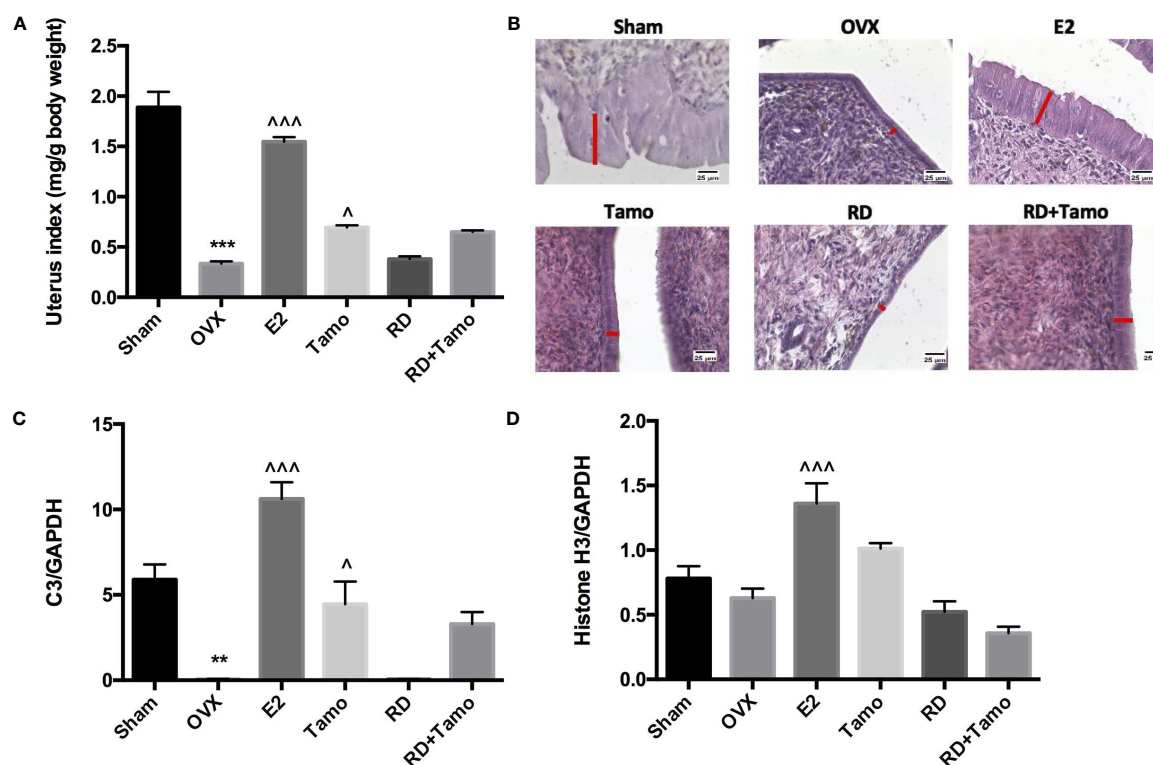 A
Uterus index (mg/g body weight)
2.5
2.0
1.5
1.0
0.5
0.0
***
^^^
^
Sham
OVX
E2
Tamo
RD
RD+Tamo
B
Sham
OVX
E2
25 µm
25 µm
25 µm
Tamo
RD
RD+Tamo
25 µm
25 µm
25
C
C3/GAPDH
15
10
5
0
**
^^^
^
Sham
OVX
E2
Tamo
RD
RD+Tamo
D
Histone H3/GAPDH
2.0
1.5
1.0
0.5
0.0
^^^
Sham
OVX
E2
Tamo
RD
RD+Tamo